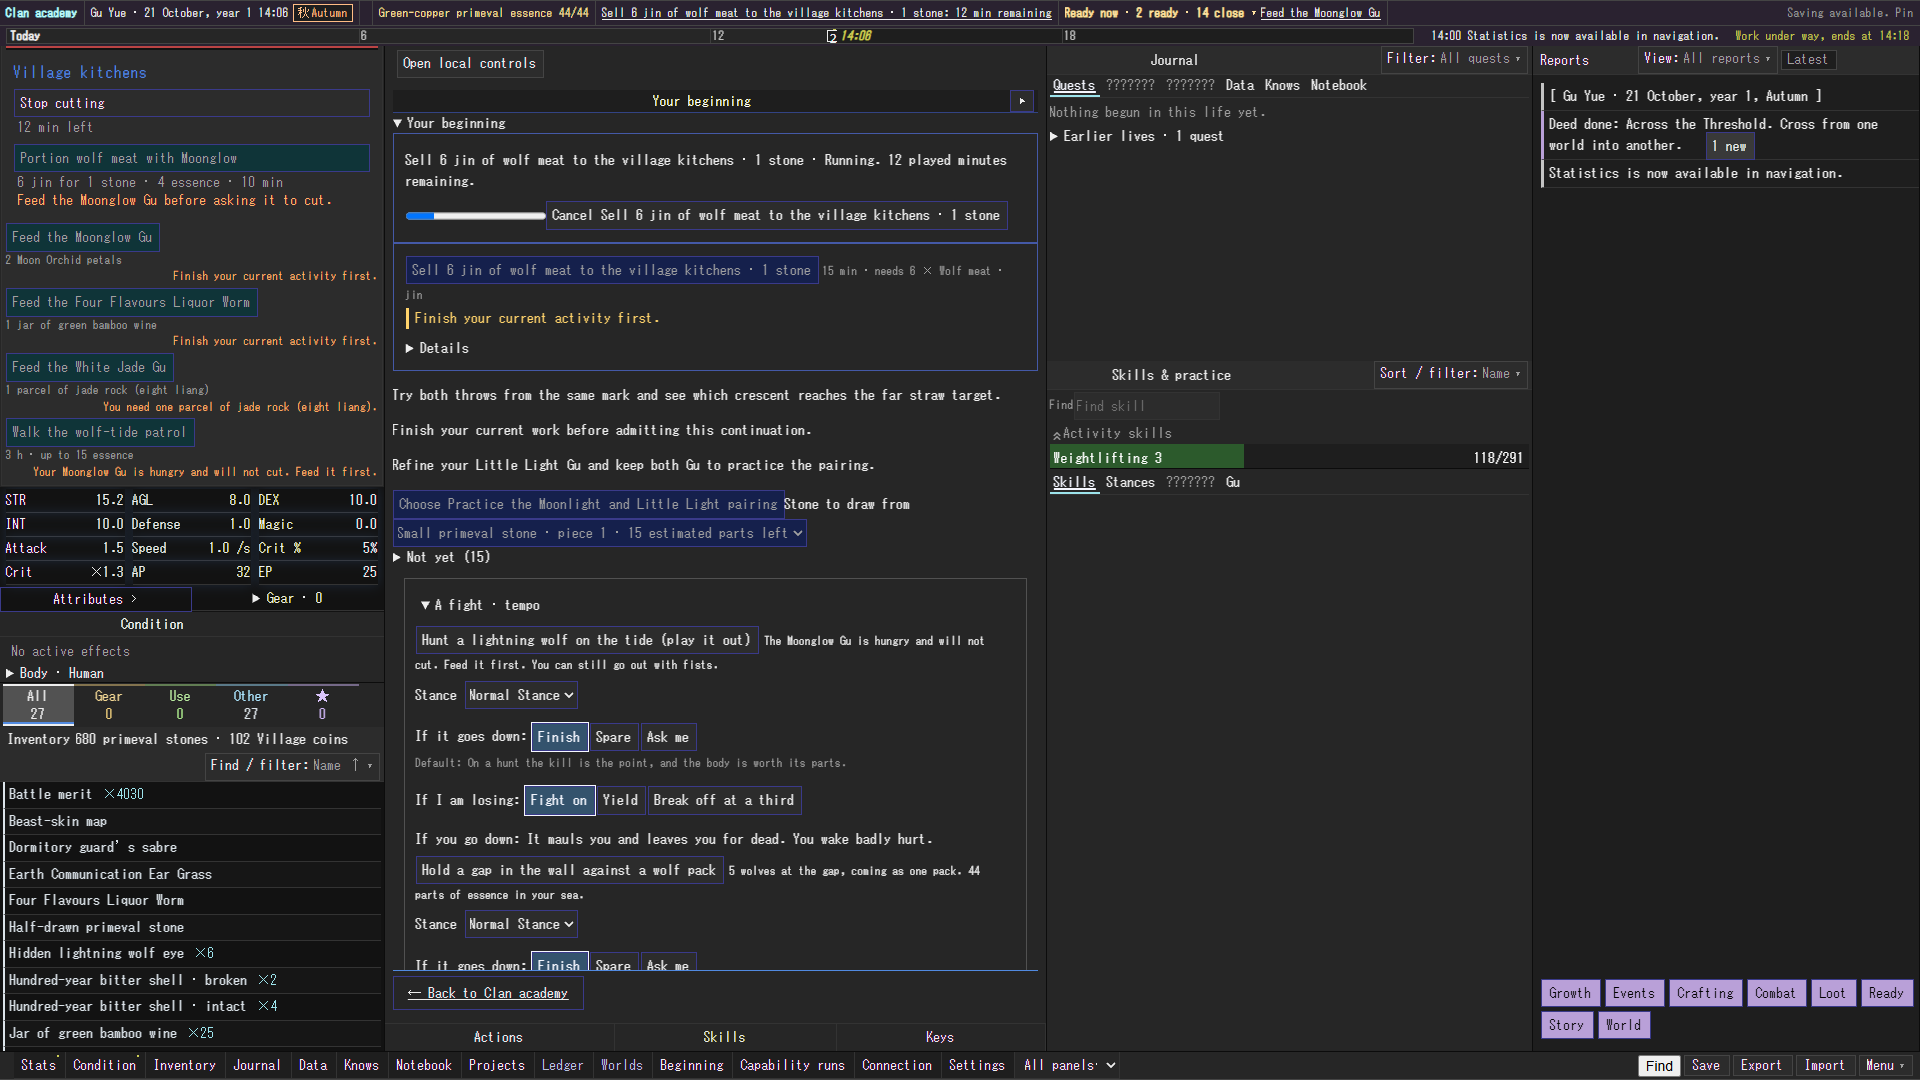 Clan academy Gu Yue · 21 October, year 1 14:06 秋Autumn Green-copper primeval essence 44/44 Sell 6 jin of wolf meat to the village kitchens · 1 stone: 12 min remaining Ready now · 2 ready · 14 close ▾ Feed the Moonglow Gu Saving available. Pin
Today 6 12 2 14:06 18 14:00 Statistics is now available in navigation. Work under way, ends at 14:18
Village kitchens
Stop cutting
12 min left
Portion wolf meat with Moonglow
6 jin for 1 stone · 4 essence · 10 min
Feed the Moonglow Gu before asking it to cut.
Feed the Moonglow Gu
2 Moon Orchid petals
Finish your current activity first.
Feed the Four Flavours Liquor Worm
1 jar of green bamboo wine
Finish your current activity first.
Feed the White Jade Gu
1 parcel of jade rock (eight liang)
You need one parcel of jade rock (eight liang).
Walk the wolf-tide patrol
3 h · up to 15 essence
Your Moonglow Gu is hungry and will not cut. Feed it first.
STR 15.2 AGL 8.0 DEX 10.0
INT 10.0 Defense 1.0 Magic 0.0
Attack 1.5 Speed 1.0 /s Crit % 5%
Crit ×1.3 AP 32 EP 25
Attributes > ▶ Gear · 0
Condition
No active effects
▶ Body · Human
All Gear Use Other ★
27 0 0 27 0
Inventory 680 primeval stones · 102 Village coins
Find / filter: Name ↑ ▾
Battle merit ×4030
Beast-skin map
Dormitory guard's sabre
Earth Communication Ear Grass
Four Flavours Liquor Worm
Half-drawn primeval stone
Hidden lightning wolf eye ×6
Hundred-year bitter shell · broken ×2
Hundred-year bitter shell · intact ×4
Jar of green bamboo wine ×25
Open local controls
Your beginning ▶
▼ Your beginning
Sell 6 jin of wolf meat to the village kitchens · 1 stone · Running. 12 played minutes
remaining.
Cancel Sell 6 jin of wolf meat to the village kitchens · 1 stone
Sell 6 jin of wolf meat to the village kitchens · 1 stone 15 min · needs 6 × Wolf meat ·
jin
Finish your current activity first.
▶ Details
Try both throws from the same mark and see which crescent reaches the far straw target.
Finish your current work before admitting this continuation.
Refine your Little Light Gu and keep both Gu to practice the pairing.
Choose Practice the Moonlight and Little Light pairing Stone to draw from
Small primeval stone · piece 1 · 15 estimated parts left
▶ Not yet (15)
▼ A fight · tempo
Hunt a lightning wolf on the tide (play it out) The Moonglow Gu is hungry and will not
cut. Feed it first. You can still go out with fists.
Stance Normal Stance
If it goes down: Finish Spare Ask me
Default: On a hunt the kill is the point, and the body is worth its parts.
If I am losing: Fight on Yield Break off at a third
If you go down: It mauls you and leaves you for dead. You wake badly hurt.
Hold a gap in the wall against a wolf pack 5 wolves at the gap, coming as one pack. 44
parts of essence in your sea.
Stance Normal Stance
If it goes down: Finish Spare Ask me
← Back to Clan academy
Actions Skills Keys
Journal Filter: All quests ▾
Quests ??????? ??????? Data Knows Notebook
Nothing begun in this life yet.
▶ Earlier lives · 1 quest
Skills & practice Sort / filter: Name ▾
Find Find skill
Activity skills
Weightlifting 3 118/291
Skills Stances ??????? Gu
Reports View: All reports ▾ Latest
[ Gu Yue · 21 October, year 1, Autumn ]
Deed done: Across the Threshold. Cross from one
world into another. 1 new
Statistics is now available in navigation.
Growth Events Crafting Combat Loot Ready
Story World
Stats Condition Inventory Journal Data Knows Notebook Projects Ledger Worlds Beginning Capability runs Connection Settings All panels Find Save Export Import Menu